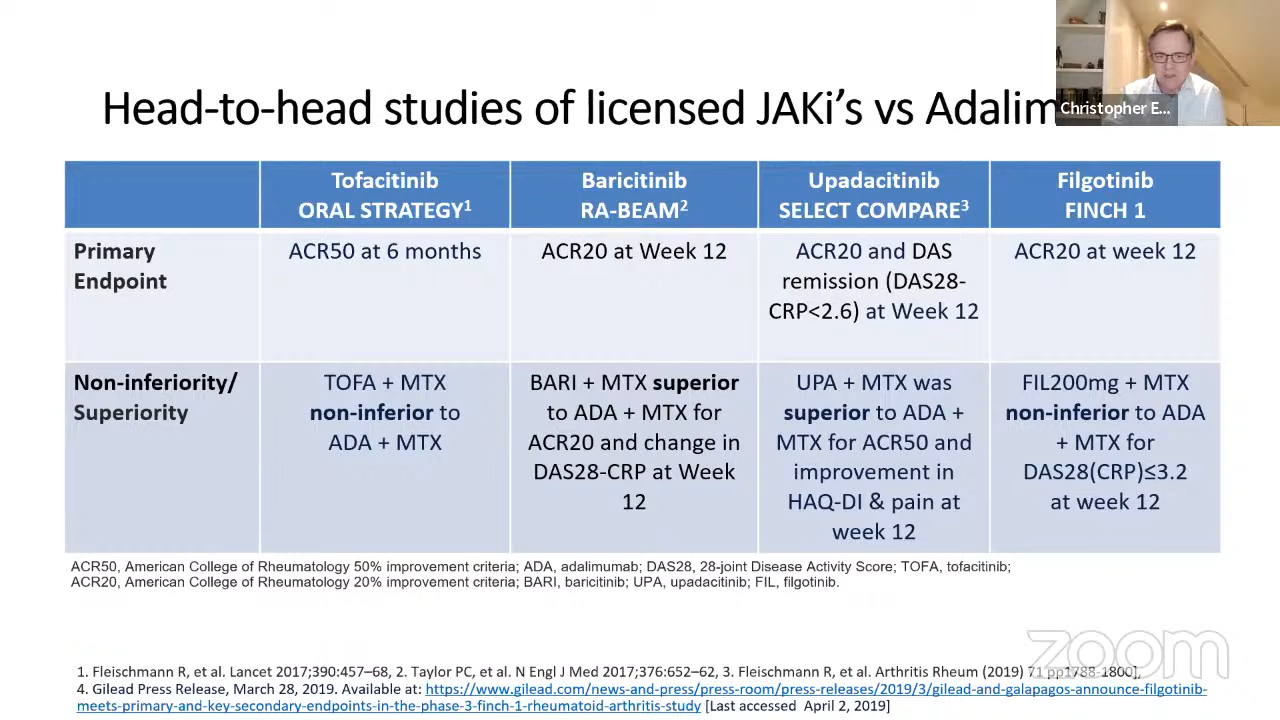 Head-to-head studies of licensed JAKi's vs Adalim
Christopher E...
Tofacitinib
ORAL STRATEGY1
Baricitinib
RA-BEAM2
Upadacitinib
SELECT COMPARE3
Filgotinib
FINCH 1
Primary
Endpoint
ACR50 at 6 months
ACR20 at Week 12
ACR20 and DAS
remission (DAS28-
CRP<2.6) at Week 12
ACR20 at week 12
Non-inferiority/
Superiority
TOFA + MTX
non-inferior to
ADA + MTX
BARI + MTX superior
to ADA + MTX for
ACR20 and change in
DAS28-CRP at Week
12
UPA + MTX was
superior to ADA +
MTX for ACR50 and
improvement in
HAQ-DI & pain at
week 12
FIL200mg + MTX
non-inferior to ADA
+ MTX for
DAS28(CRP)≤3.2
at week 12
ACR50, American College of Rheumatology 50% improvement criteria; ADA, adalimumab; DAS28, 28-joint Disease Activity Score; TOFA, tofacitinib;
ACR20, American College of Rheumatology 20% improvement criteria; BARI, baricitinib; UPA, upadacitinib; FIL, filgotinib.
zoom
1. Fleischmann R, et al. Lancet 2017;390:457–68, 2. Taylor PC, et al. N Engl J Med 2017;376:652–62, 3. Fleischmann R, et al. Arthritis Rheum (2019) 71 pp1788-1800],
4. Gilead Press Release, March 28, 2019. Available at: https://www.gilead.com/news-and-press/press-room/press-releases/2019/3/gilead-and-galapagos-announce-filgotinib-
meets-primary-and-key-secondary-endpoints-in-the-phase-3-finch-1-rheumatoid-arthritis-study [Last accessed April 2, 2019]